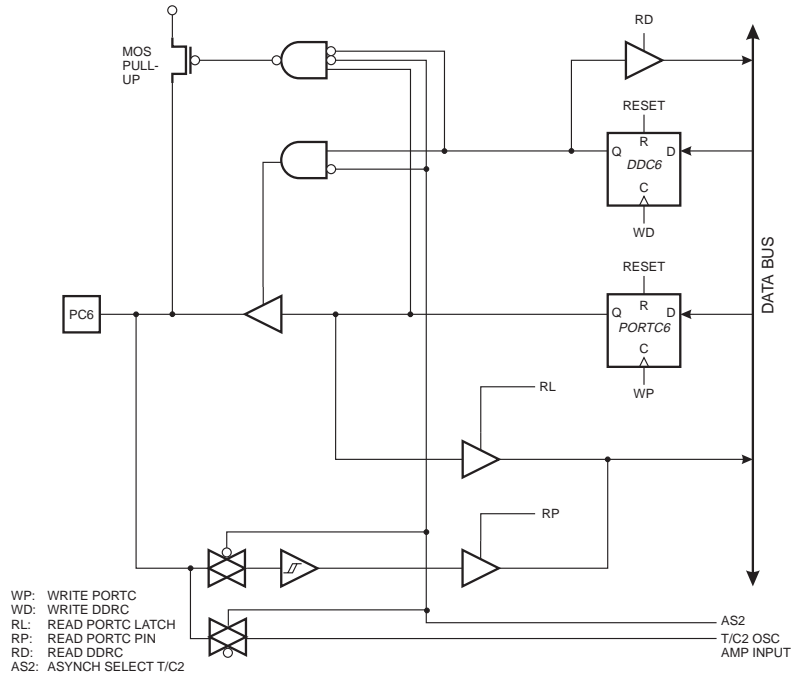 RD
MOS
PULL-
UP
RESET
R
Q
D
DDC6
C
WD
DATA BUS
RESET
PC6
R
Q
D
PORTC6
C
WP
RL
RP
WP: WRITE PORTC
WD: WRITE DDRC
RL: READ PORTC LATCH
RP: READ PORTC PIN
RD: READ DDRC
AS2: ASYNCH SELECT T/C2
AS2
T/C2 OSC
AMP INPUT